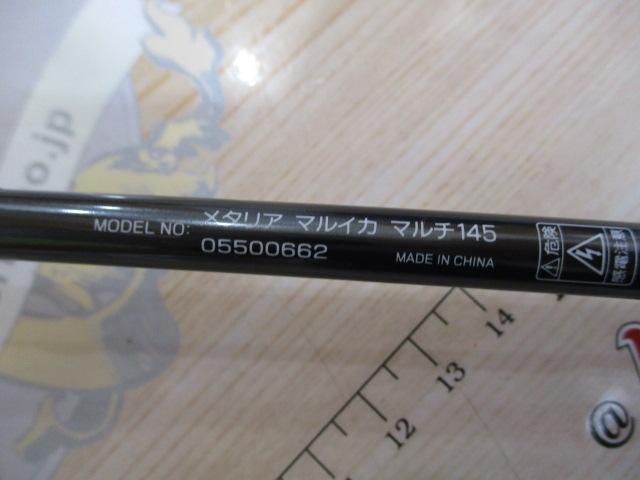 メタリア マルイカ マルチ145
MODEL NO: 05500662
MADE IN CHINA
危険
感電注意
o.jp
12
13
14
@